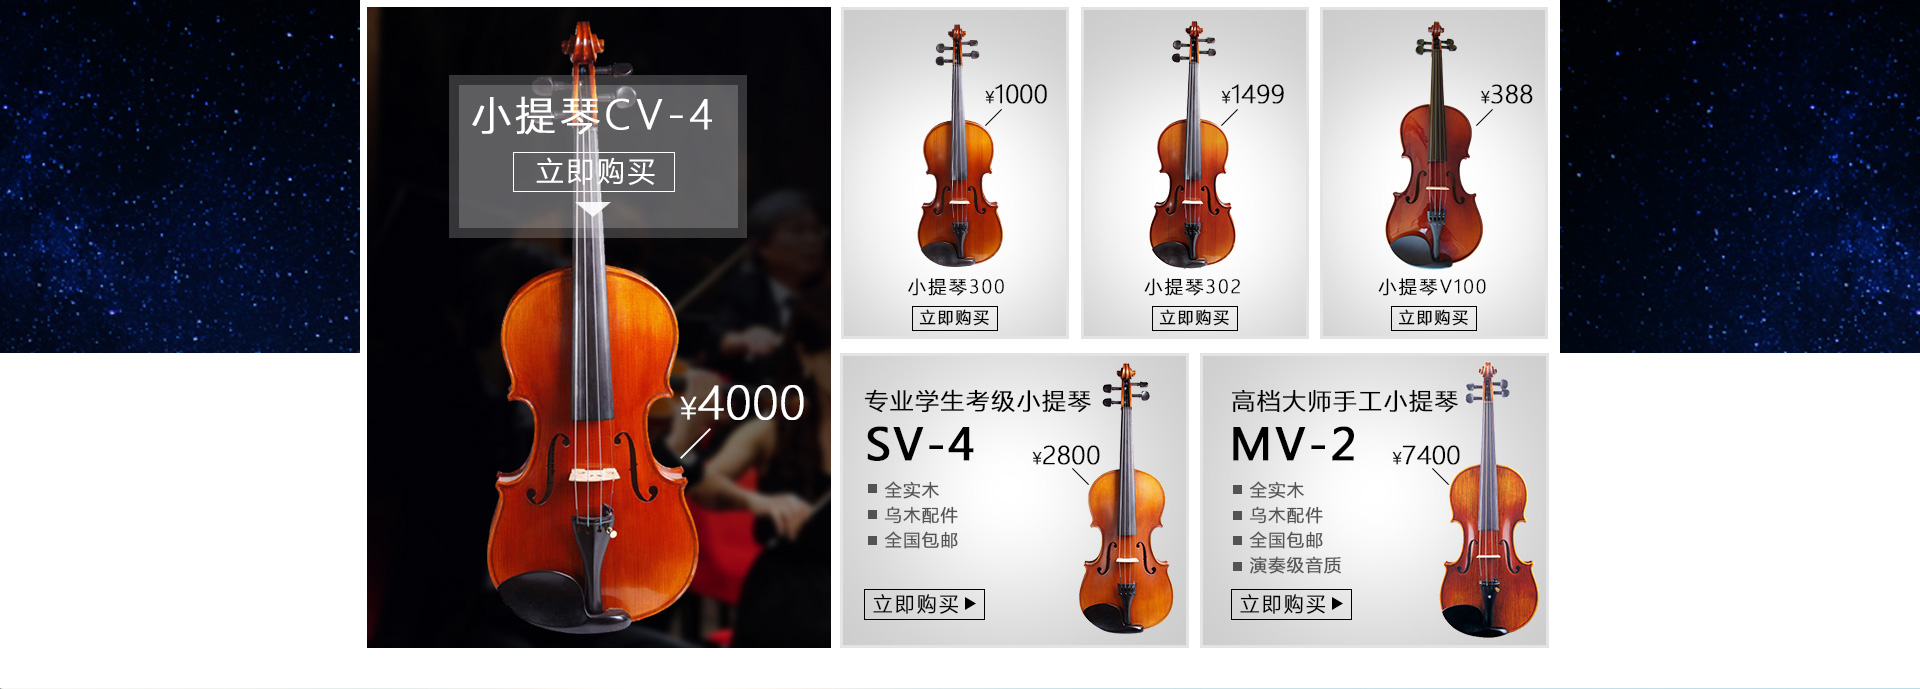 小提琴CV-4
立即购买
¥4000
¥1000
小提琴300
立即购买
¥1499
小提琴302
立即购买
¥388
小提琴V100
立即购买
专业学生考级小提琴
SV-4
¥2800
全实木
乌木配件
全国包邮
立即购买
高档大师手工小提琴
MV-2
¥7400
全实木
乌木配件
全国包邮
演奏级音质
立即购买